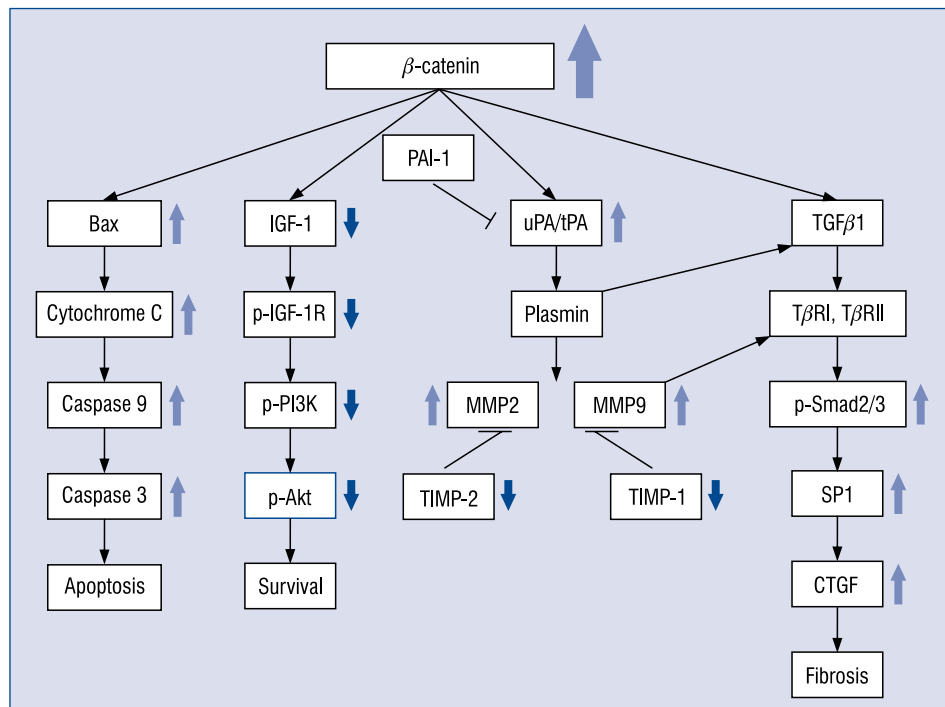 β-catenin
PAI-1
Bax
IGF-1
uPA/tPA
TGFβ1
Cytochrome C
p-IGF-1R
Plasmin
TβRI, TβRII
Caspase 9
p-PI3K
MMP2
MMP9
p-Smad2/3
Caspase 3
p-Akt
TIMP-2
TIMP-1
SP1
Apoptosis
Survival
CTGF
Fibrosis